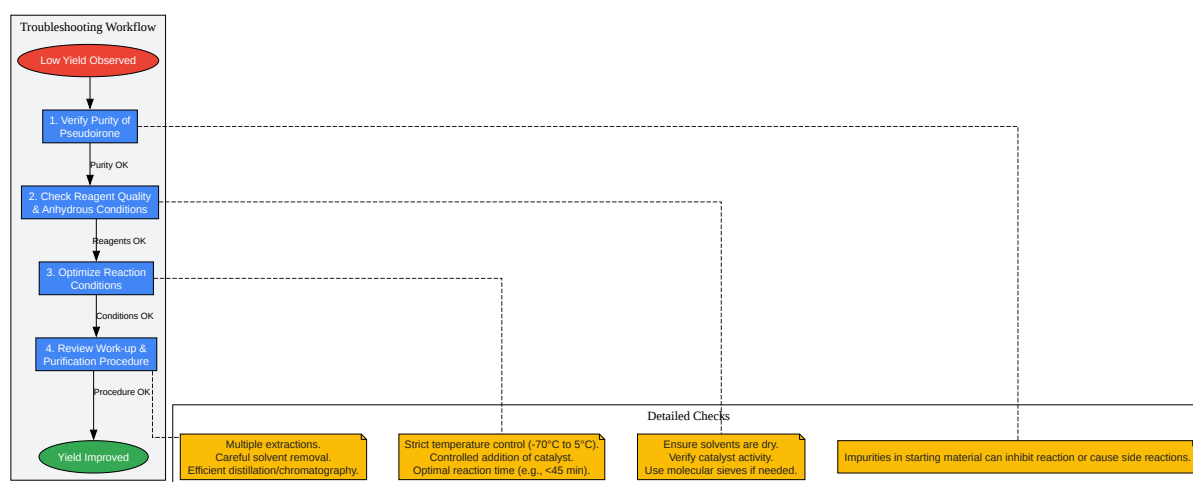 Troubleshooting Workflow
Low Yield Observed
1. Verify Purity of
Pseudoirone
Purity OK
2. Check Reagent Quality
& Anhydrous Conditions
Reagents OK
3. Optimize Reaction
Conditions
Conditions OK
4. Review Work-up &
Purification Procedure
Procedure OK
Yield Improved
Detailed Checks
Multiple extractions.
Careful solvent removal.
Efficient distillation/chromatography.
Strict temperature control (-70°C to 5°C).
Controlled addition of catalyst.
Optimal reaction time (e.g., <45 min).
Ensure solvents are dry.
Verify catalyst activity.
Use molecular sieves if needed.
Impurities in starting material can inhibit reaction or cause side reactions.